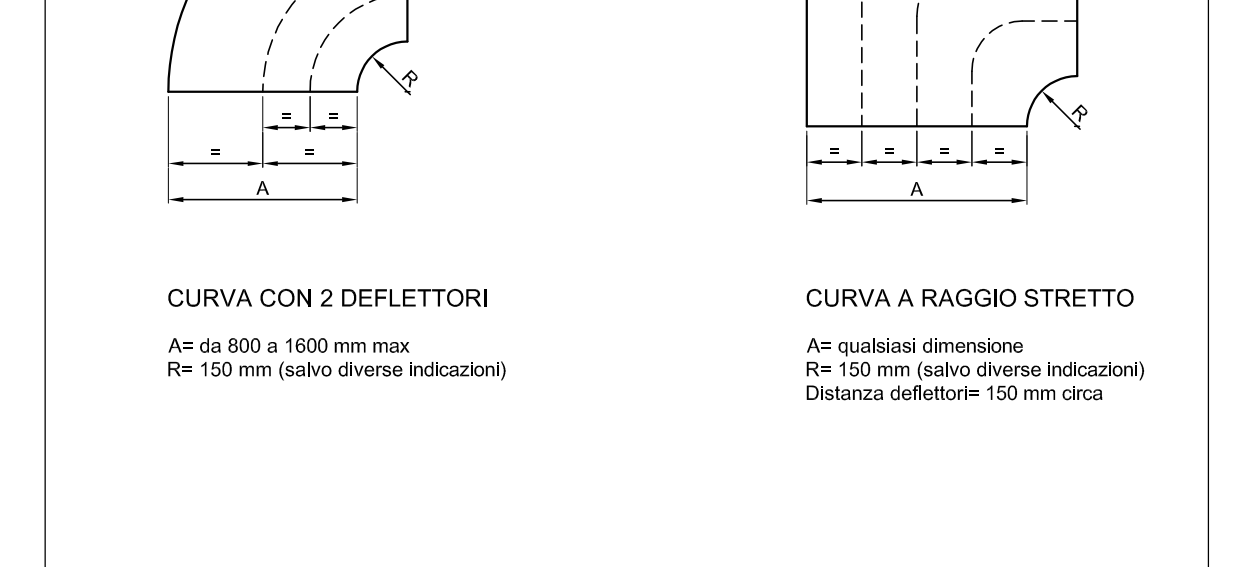 R
= =
= =
A
CURVA CON 2 DEFLETTORI
A= da 800 a 1600 mm max
R= 150 mm (salvo diverse indicazioni)
R
= = = =
A
CURVA A RAGGIO STRETTO
A= qualsiasi dimensione
R= 150 mm (salvo diverse indicazioni)
Distanza deflettori= 150 mm circa